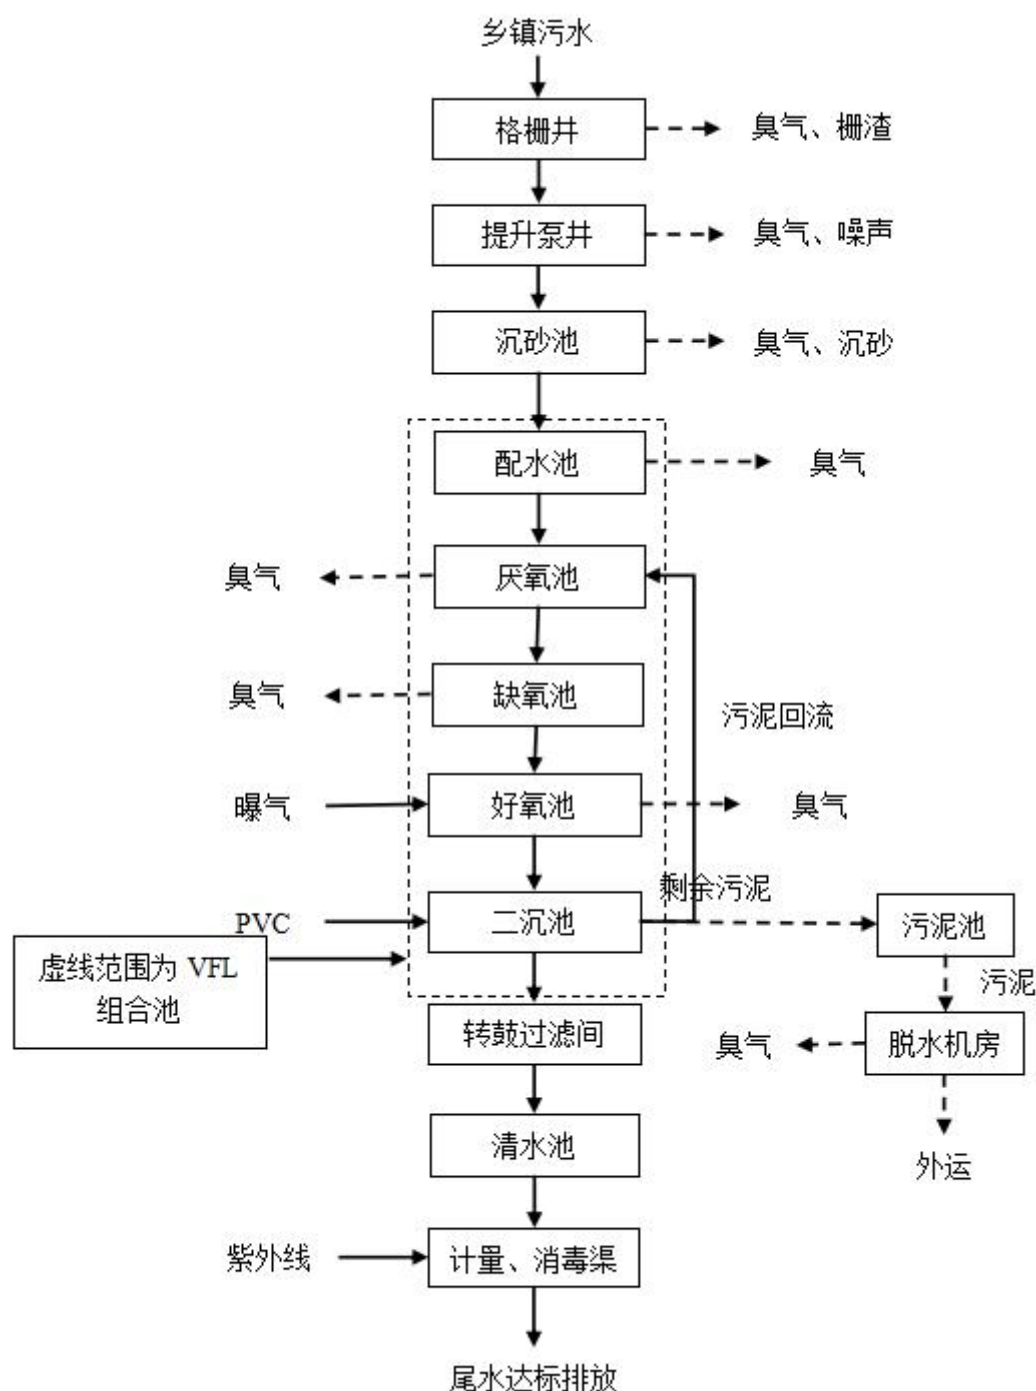 乡镇污水
格栅井
臭气、栅渣
提升泵井
臭气、噪声
沉砂池
臭气、沉砂
配水池
臭气
臭气
厌氧池
臭气
缺氧池
污泥回流
曝气
好氧池
臭气
剩余污泥
PVC
二沉池
污泥池
虚线范围为 VFL
组合池
污泥
转鼓过滤间
臭气
脱水机房
清水池
外运
紫外线
计量、消毒渠
尾水达标排放